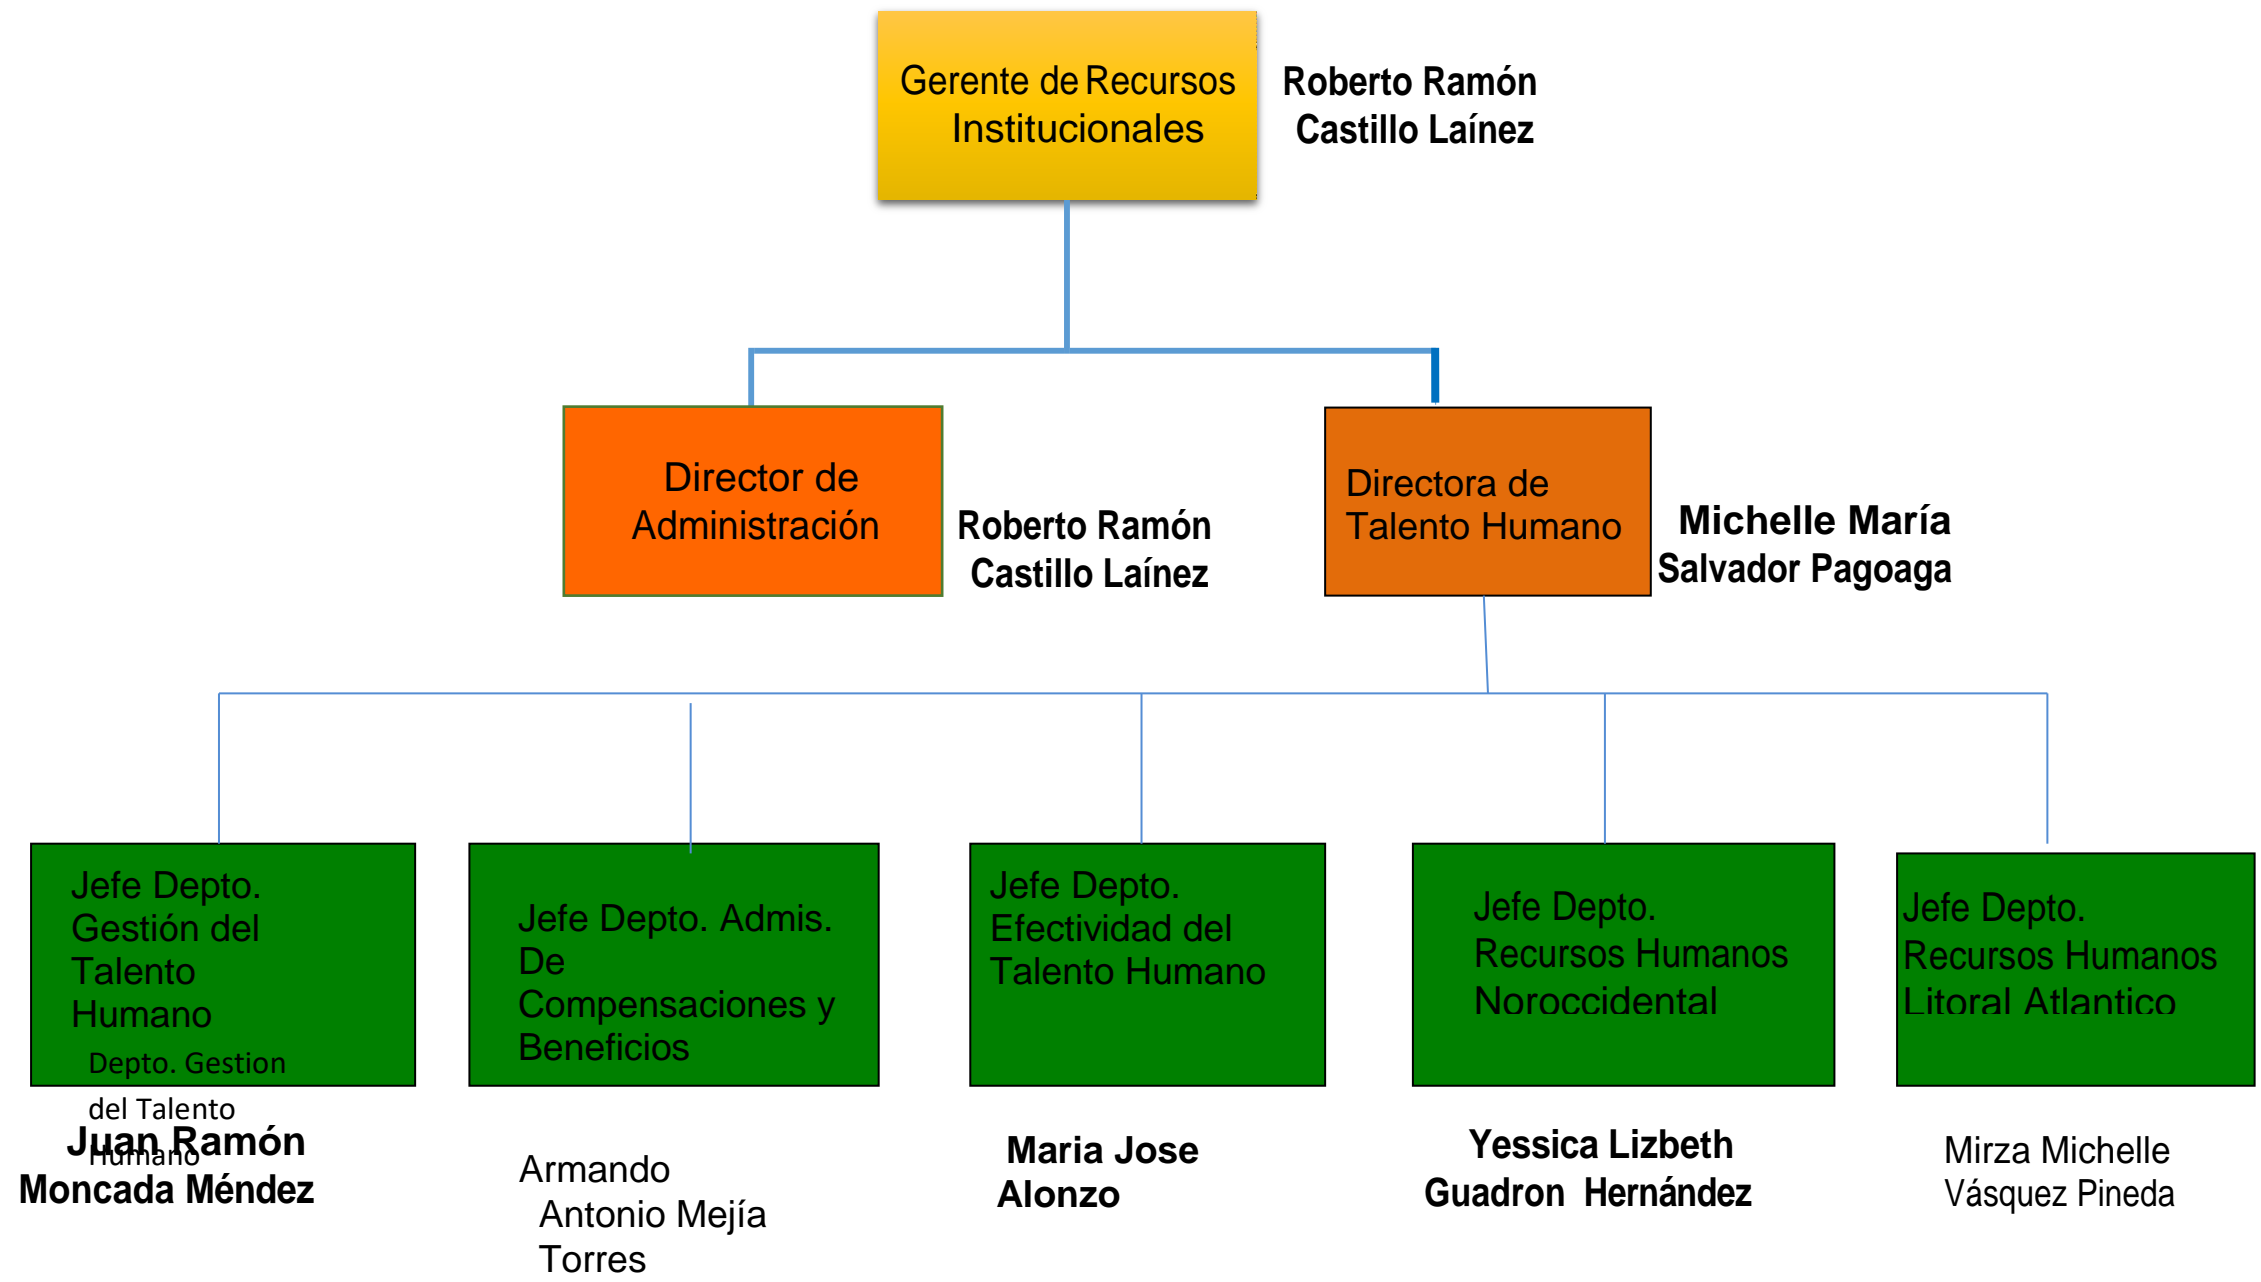 Gerente de Recursos
Institucionales
Roberto Ramón
Castillo Laínez
Director de
Administración
Roberto Ramón
Castillo Laínez
Directora de
Talento Humano
Michelle María
Salvador Pagoaga
Jefe Depto.
Gestión del
Talento
Humano
Depto. Gestion
del Talento
Humano
Juan Ramón
Moncada Méndez
Jefe Depto. Admis.
De
Compensaciones y
Beneficios
Armando
Antonio Mejía
Torres
Jefe Depto.
Efectividad del
Talento Humano
Maria Jose
Alonzo
Jefe Depto.
Recursos Humanos
Noroccidental
Yessica Lizbeth
Guadron Hernández
Jefe Depto.
Recursos Humanos
Litoral Atlantico
Mirza Michelle
Vásquez Pineda